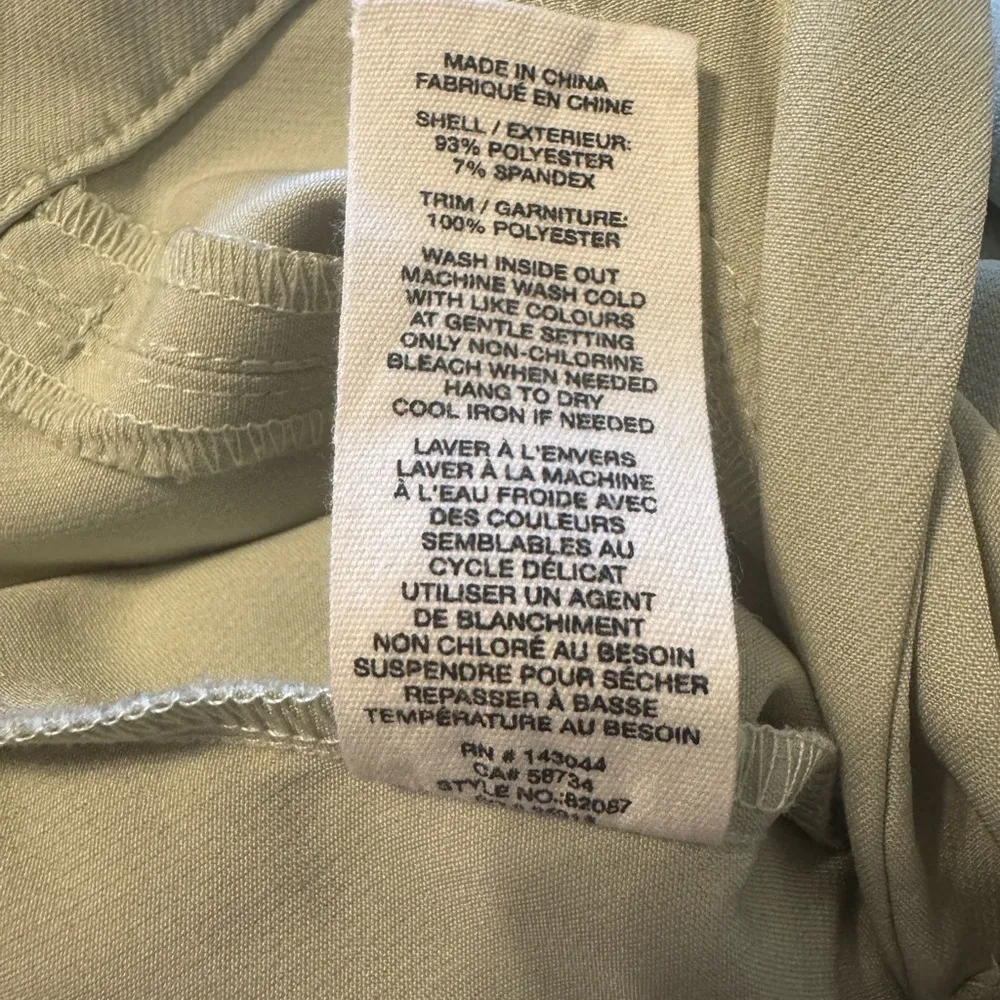 MADE IN CHINA
FABRIQUÉ EN CHINE
SHELL / EXTERIEUR:
93% POLYESTER
7% SPANDEX
TRIM / GARNITURE:
100% POLYESTER
WASH INSIDE OUT
MACHINE WASH COLD
WITH LIKE COLOURS
AT GENTLE SETTING
ONLY NON-CHLORINE
BLEACH WHEN NEEDED
HANG TO DRY
COOL IRON IF NEEDED
LAVER À L'ENVERS
LAVER À LA MACHINE
À L'EAU FROIDE AVEC
DES COULEURS
SEMBLABLES AU
CYCLE DÉLICAT
UTILISER UN AGENT
DE BLANCHIMENT
NON CHLORÉ AU BESOIN
SUSPENDRE POUR SÉCHER
REPASSER À BASSE
TEMPÉRATURE AU BESOIN
RN # 143044
CA# 58734
STYLE NO.:82087